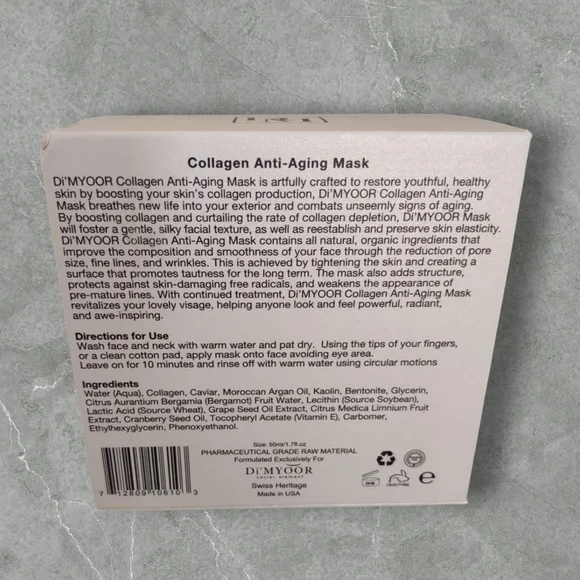 Collagen Anti-Aging Mask
Di'MYOOR Collagen Anti-Aging Mask is artfully crafted to restore youthful, healthy
skin by boosting your skin's collagen production, Di'MYOOR Collagen Anti-Aging
Mask breathes new life into your exterior and combats unseemly signs of aging.
By boosting collagen and curtailing the rate of collagen depletion, Di'MYOOR Mask
will foster a gentle, silky facial texture, as well as reestablish and preserve skin elasticity.
Di'MYOOR Collagen Anti-Aging Mask contains all natural, organic ingredients that
improve the composition and smoothness of your face through the reduction of pore
size, fine lines, and wrinkles. This is achieved by tightening the skin and creating a
surface that promotes tautness for the long term. The mask also adds structure,
protects against skin-damaging free radicals, and weakens the appearance of
pre-mature lines. With continued treatment, Di'MYOOR Collagen Anti-Aging Mask
revitalizes your lovely visage, helping anyone look and feel powerful, radiant,
and awe-inspiring.
Directions for Use
Wash face and neck with warm water and pat dry. Using the tips of your fingers,
or a clean cotton pad, apply mask onto face avoiding eye area.
Leave on for 10 minutes and rinse off with warm water using circular motions
Ingredients
Water (Aqua), Collagen, Caviar, Moroccan Argan Oil, Kaolin, Bentonite, Glycerin,
Citrus Aurantium Bergamia (Bergamot) Fruit Water, Lecithin (Source Soybean),
Lactic Acid (Source Wheat), Grape Seed Oil Extract, Citrus Medica Limnium Fruit
Extract, Cranberry Seed Oil, Tocopheryl Acetate (Vitamin E), Carbomer,
Ethylhexyglycerin, Phenoxyethanol.
Size: 50ml/1.7fl.oz
PHARMACEUTICAL GRADE RAW MATERIAL
Formulated Exclusively For
Di'MYOOR
caviar element
Swiss Heritage
Made in USA
7 12809 10610 3
CRUELTY FREE